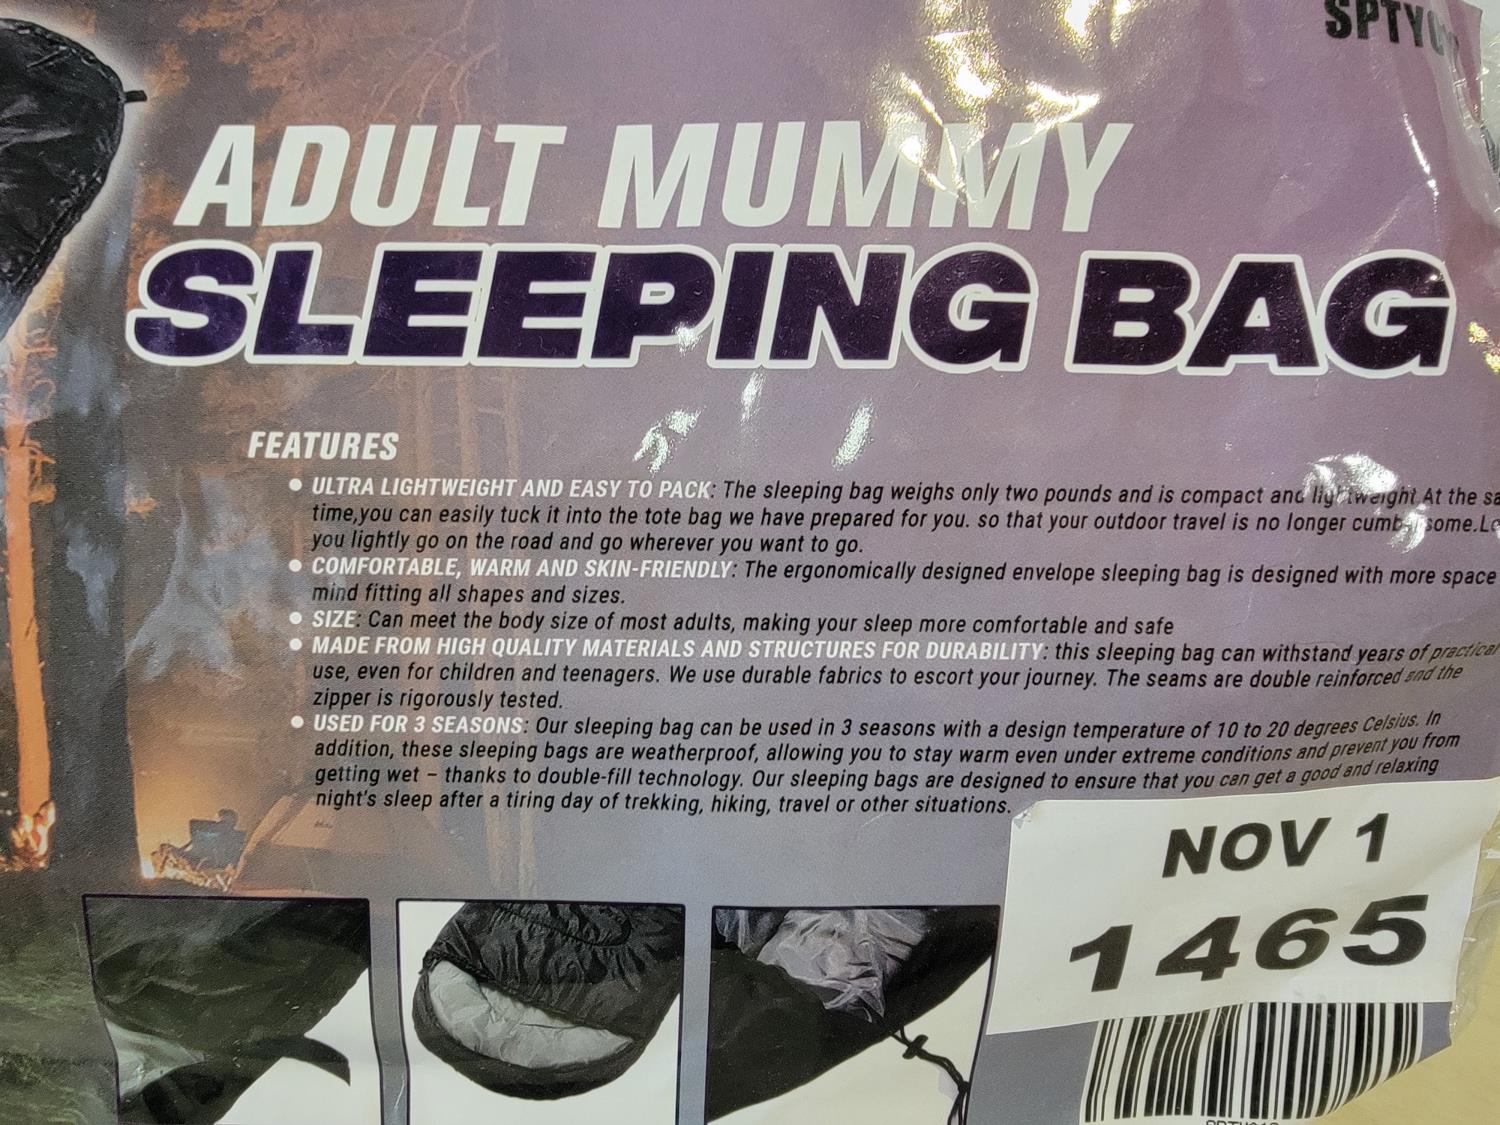 ADULT MUMMY
SLEEPING BAG
FEATURES
● ULTRA LIGHTWEIGHT AND EASY TO PACK: The sleeping bag weighs only two pounds and is compact and lightweight.At the sa
time,you can easily tuck it into the tote bag we have prepared for you. so that your outdoor travel is no longer cumbersome.Le
you lightly go on the road and go wherever you want to go.
● COMFORTABLE, WARM AND SKIN-FRIENDLY: The ergonomically designed envelope sleeping bag is designed with more space
mind fitting all shapes and sizes.
● SIZE: Can meet the body size of most adults, making your sleep more comfortable and safe
● MADE FROM HIGH QUALITY MATERIALS AND STRUCTURES FOR DURABILITY: this sleeping bag can withstand years of practical
use, even for children and teenagers. We use durable fabrics to escort your journey. The seams are double reinforced and the
zipper is rigorously tested.
● USED FOR 3 SEASONS: Our sleeping bag can be used in 3 seasons with a design temperature of 10 to 20 degrees Celsius. In
addition, these sleeping bags are weatherproof, allowing you to stay warm even under extreme conditions and prevent you from
getting wet – thanks to double-fill technology. Our sleeping bags are designed to ensure that you can get a good and relaxing
night's sleep after a tiring day of trekking, hiking, travel or other situations.
NOV 1
1465